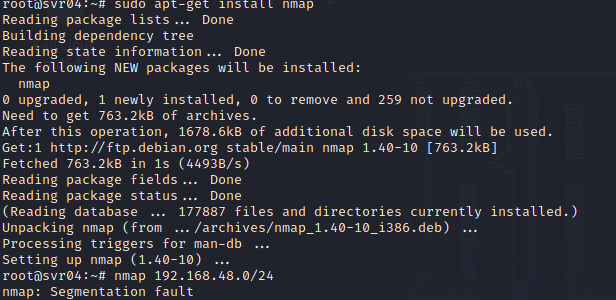 root@svr04:~# sudo apt-get install nmap
Reading package lists... Done
Building dependency tree
Reading state information... Done
The following NEW packages will be installed:
  nmap
0 upgraded, 1 newly installed, 0 to remove and 259 not upgraded.
Need to get 763.2kB of archives.
After this operation, 1678.6kB of additional disk space will be used.
Get:1 http://ftp.debian.org stable/main nmap 1.40-10 [763.2kB]
Fetched 763.2kB in 1s (4493B/s)
Reading package fields... Done
Reading package status... Done
(Reading database ... 177887 files and directories currently installed.)
Unpacking nmap (from .../archives/nmap_1.40-10_i386.deb) ...
Processing triggers for man-db ...
Setting up nmap (1.40-10) ...
root@svr04:~# nmap 192.168.48.0/24
nmap: Segmentation fault